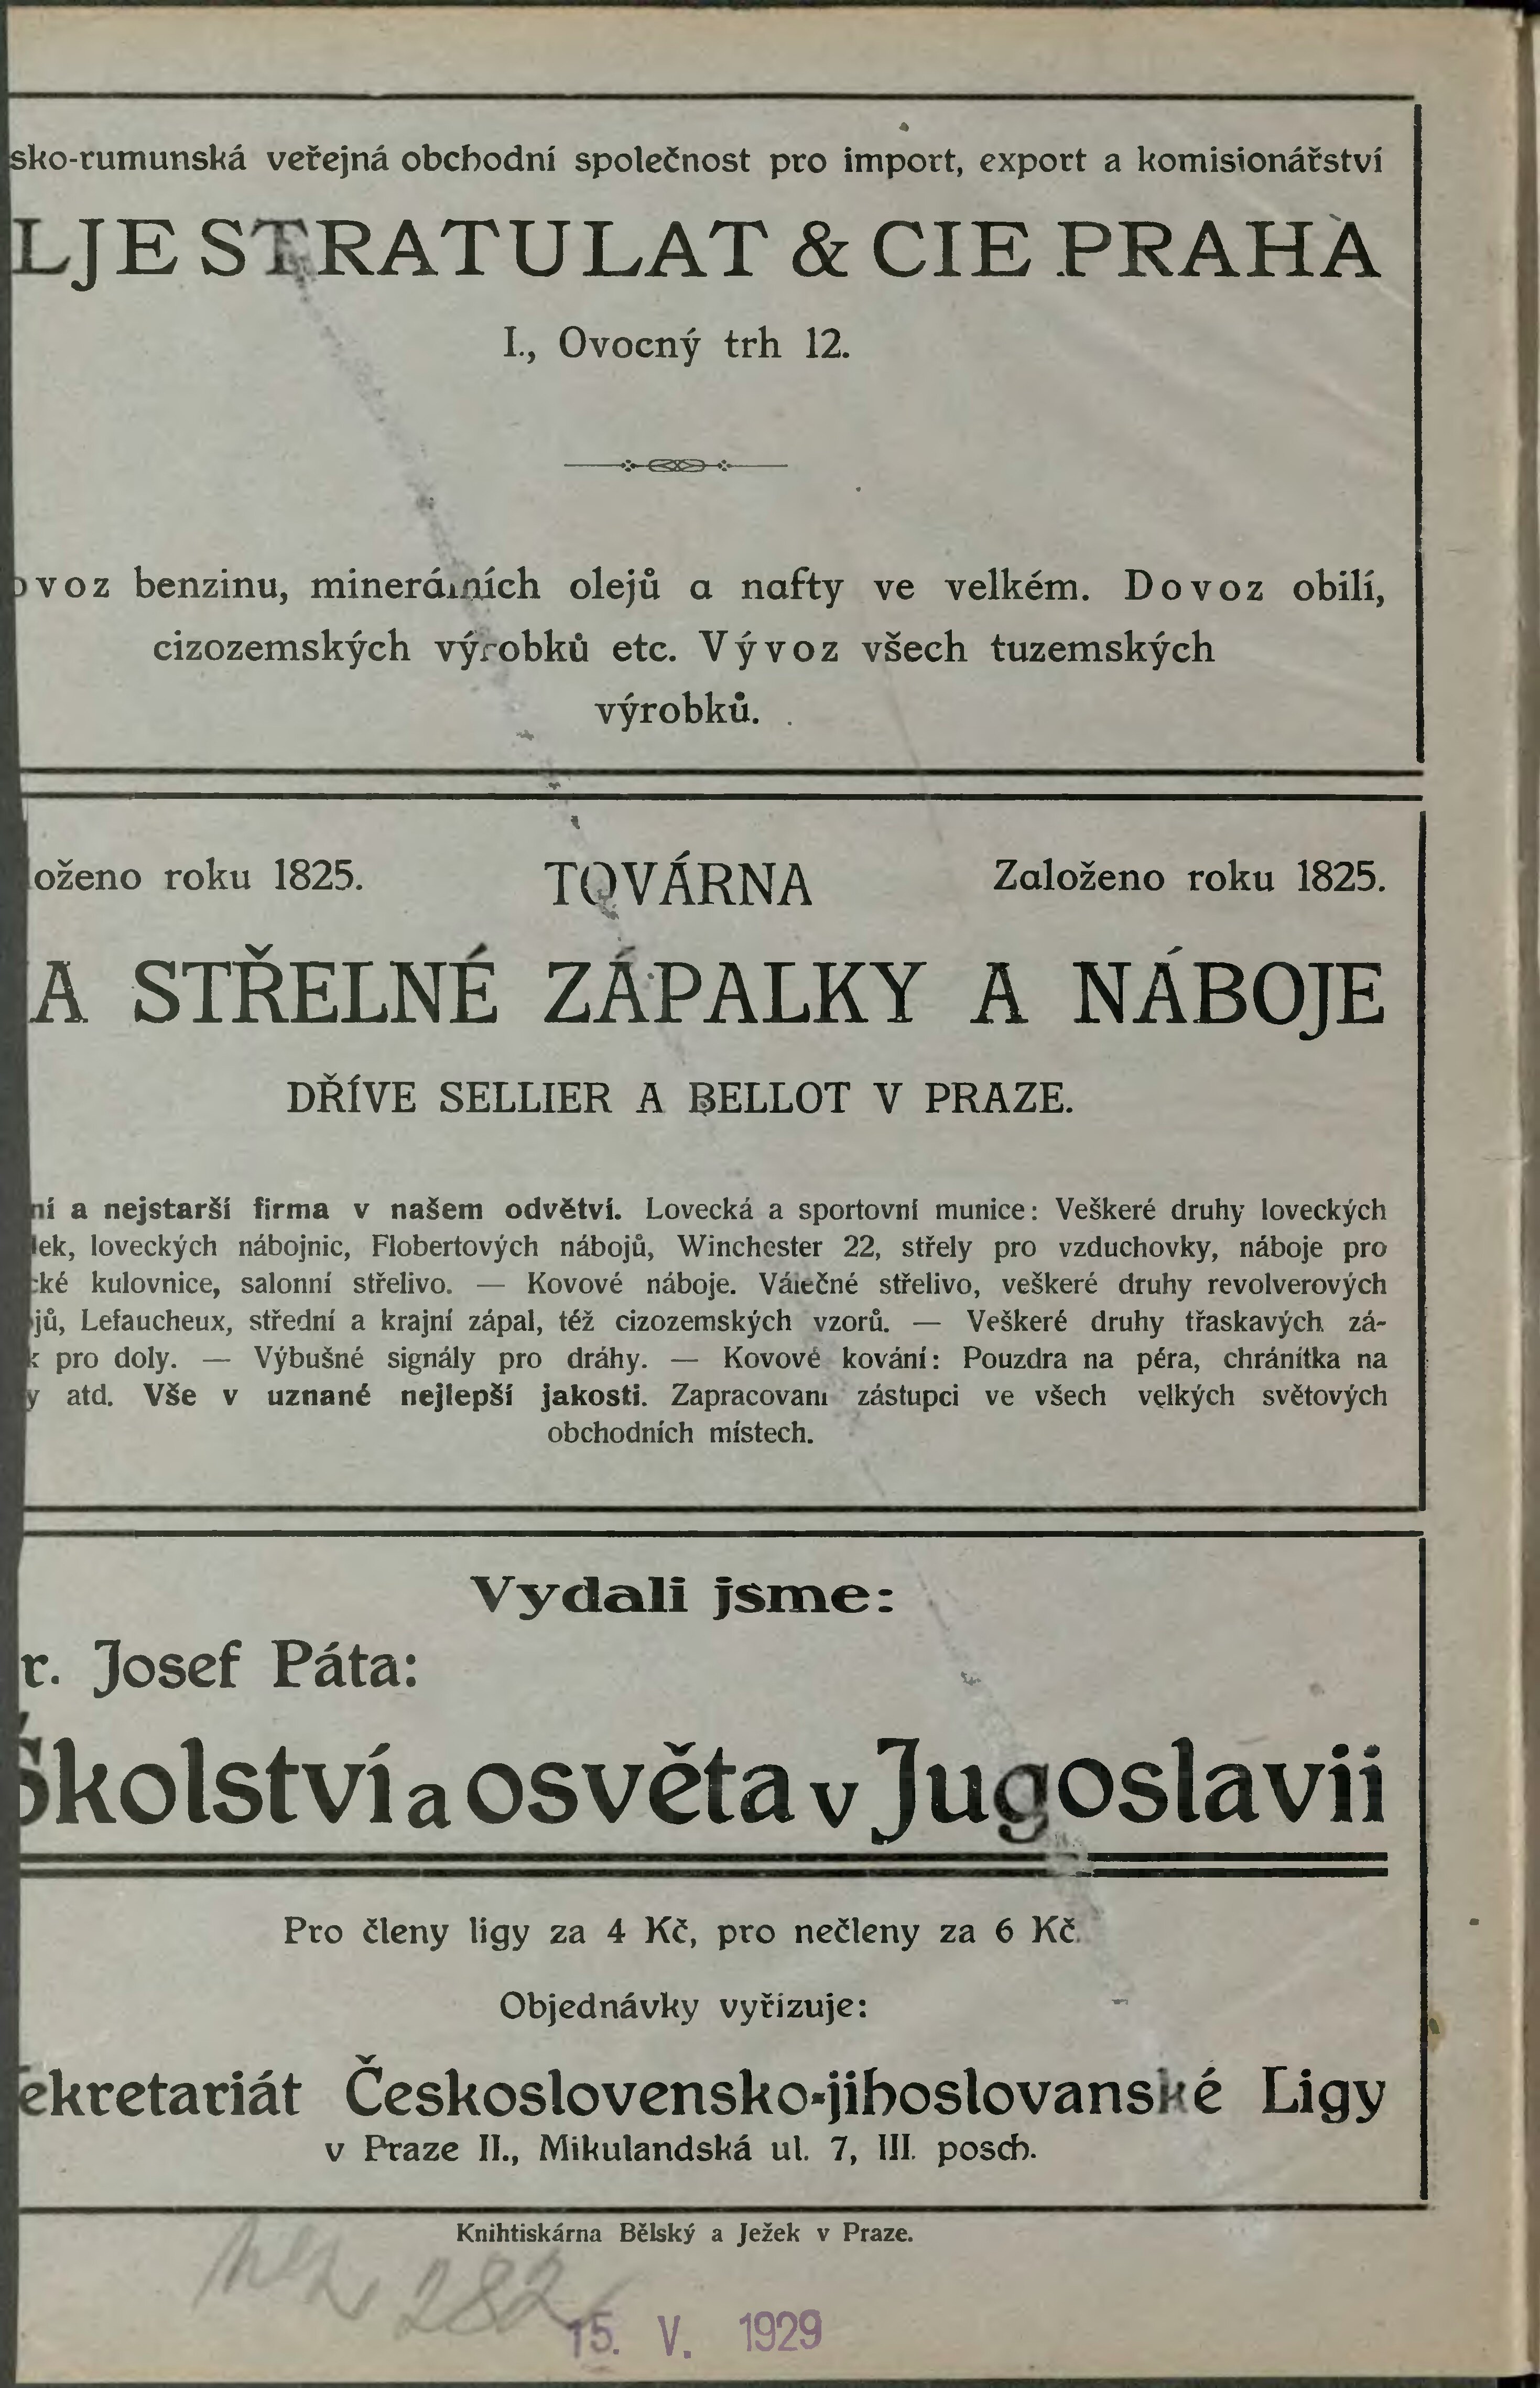 sko-rumunská veřejná obchodní společnost pro import, export a komisionářství
LJE STRATULAT & CIE PRAHA
I., Ovocný trh 12.
ovoz benzinu, minerálních olejů a nafty ve velkém. Dovoz obilí,
cizozemských výrobků etc. Vývoz všech tuzemských
výrobků.
oženo roku 1825. TOVÁRNA Založeno roku 1825.
A STŘELNÉ ZÁPALKY A NÁBOJE
DŘÍVE SELLIER A BELLOT V PRAZE.
ní a nejstarší firma v našem odvětví. Lovecká a sportovní munice: Veškeré druhy loveckých
lek, loveckých nábojnic, Flobertových nábojů, Winchester 22, střely pro vzduchovky, náboje pro
cké kulovnice, salonní střelivo. — Kovové náboje. Válečné střelivo, veškeré druhy revolverových
jů, Lefaucheux, střední a krajní zápal, též cizozemských vzorů. — Veškeré druhy třaskavých zá-
k pro doly. — Výbušné signály pro dráhy. — Kovové kování: Pouzdra na péra, chránítka na
y atd. Vše v uznané nejlepší jakosti. Zapracovaní zástupci ve všech velkých světových
obchodních místech.
Vydali jsme:
r. Josef Páta:
Školství a osvěta v Jugoslavii
Pro členy ligy za 4 Kč, pro nečleny za 6 Kč.
Objednávky vyřizuje:
ekretariát Československo-jihoslovanské Ligy
v Praze II., Mikulandská ul. 7, III. posch.
Knihtiskárna Bělský a Ježek v Praze.
282
15. V. 1929